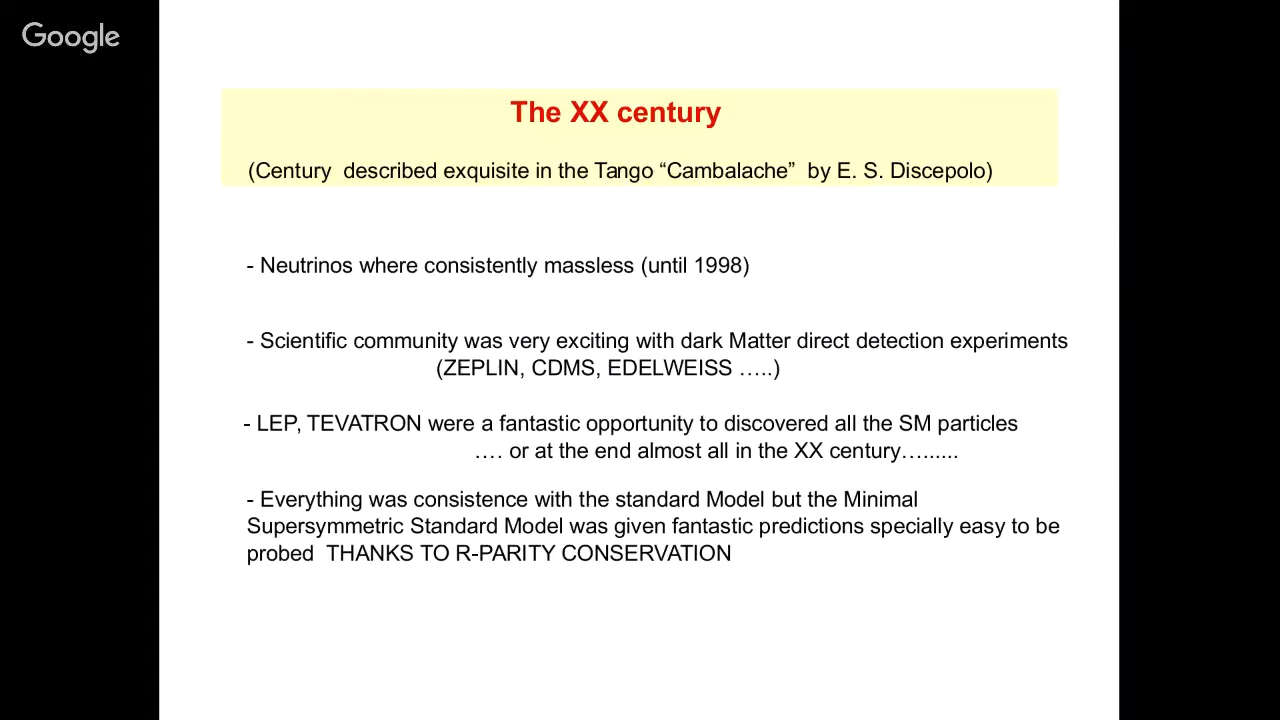 Google
The XX century
(Century described exquisite in the Tango “Cambalache” by E. S. Discepolo)
- Neutrinos where consistently massless (until 1998)
- Scientific community was very exciting with dark Matter direct detection experiments
(ZEPLIN, CDMS, EDELWEISS …..)
- LEP, TEVATRON were a fantastic opportunity to discovered all the SM particles
…. or at the end almost all in the XX century…......
- Everything was consistence with the standard Model but the Minimal
Supersymmetric Standard Model was given fantastic predictions specially easy to be
probed THANKS TO R-PARITY CONSERVATION